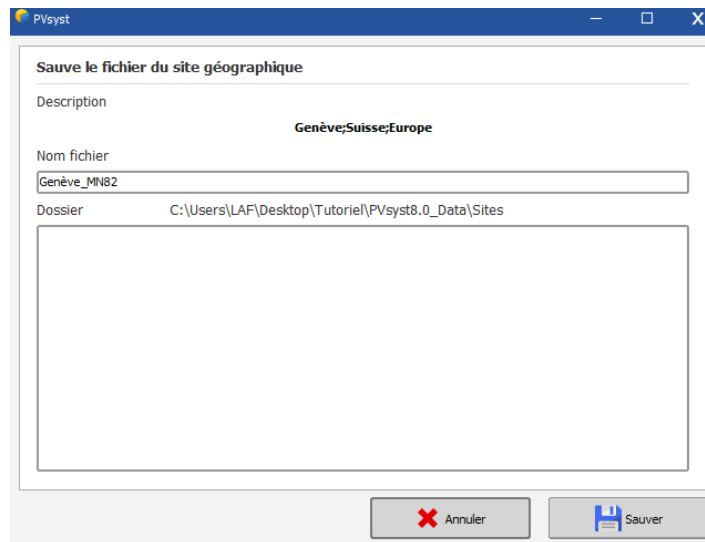 PVsyst
Sauve le fichier du site géographique
Description
Genève;Suisse;Europe
Nom fichier
Genève_MN82
Dossier C:\Users\LAF\Desktop\Tutoriel\PVsyst8.0_Data\Sites
Annuler Sauver